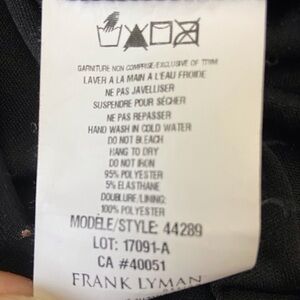 GARNITURE NON COMPRISE/EXCLUSIVE OF TRIM
LAVER A LA MAIN A L'EAU FROIDE
NE PAS JAVELLISER
SUSPENDRE POUR SÉCHER
NE PAS REPASSER
HAND WASH IN COLD WATER
DO NOT BLEACH
HANG TO DRY
DO NOT IRON
95% POLYESTER
5% ELASTHANE
DOUBLURE/LINING:
100% POLYESTER
MODELE/STYLE: 44289
LOT: 17091-A
CA #40051
FRANK LYMAN